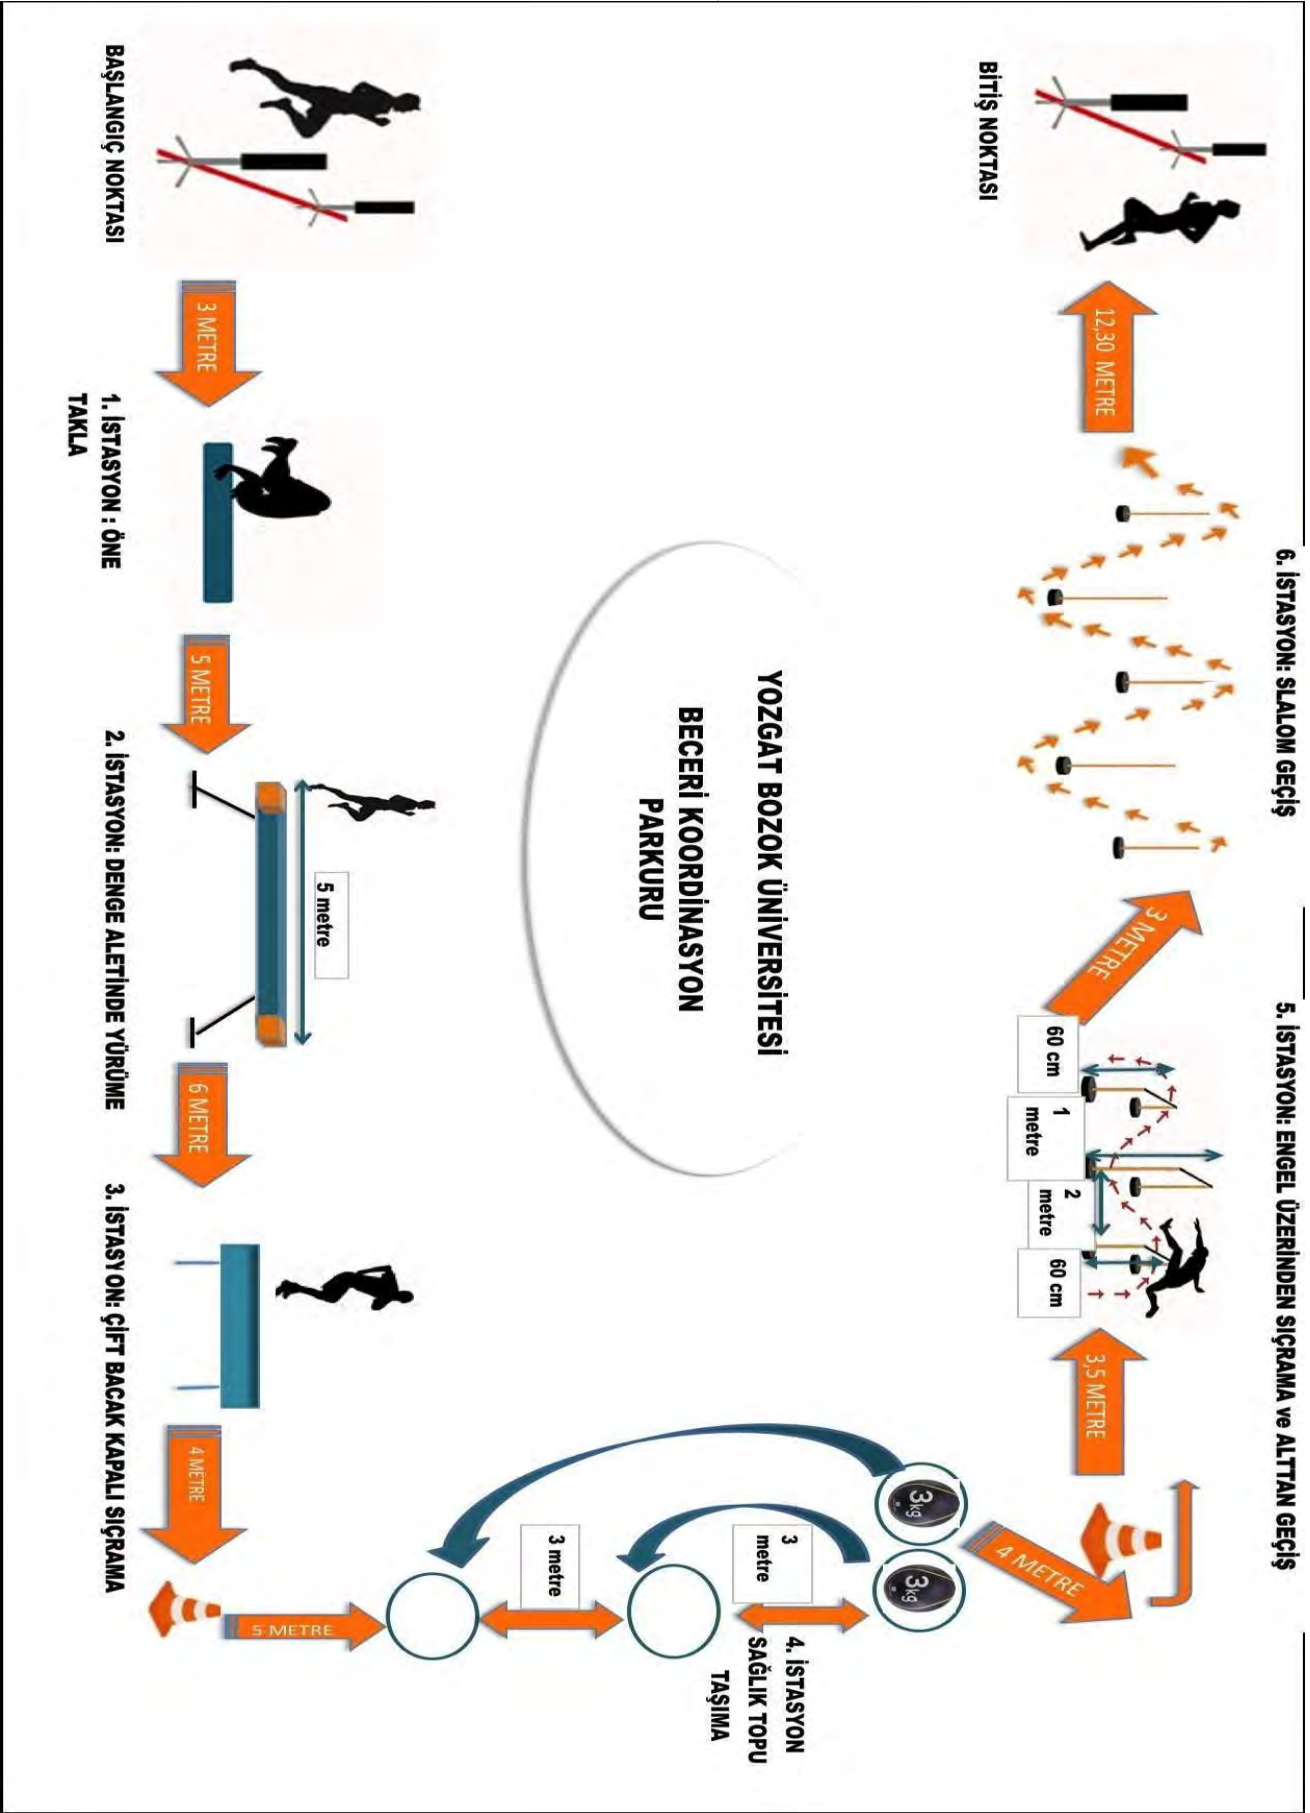 BAŞLANGIÇ NOKTASI
3 METRE
1. İSTASYON : ÖNE
TAKLA
5 METRE
2. İSTASYON: DENGE ALETİNDE YÜRÜME
5 metre
6 METRE
3. İSTASYON: ÇİFT BACAK KAPALI SIÇRAMA
4 METRE
5 METRE
3 metre
3
metre
4. İSTASYON
SAĞLIK TOPU
TAŞIMA
3kg
3kg
4 METRE
3,5 METRE
5. İSTASYON: ENGEL ÜZERİNDEN SIÇRAMA ve ALTTAN GEÇİŞ
60 cm
2
metre
1
metre
60 cm
3 METRE
6. İSTASYON: SLALOM GEÇİŞ
12,30 METRE
BİTİŞ NOKTASI
YOZGAT BOZOK ÜNİVERSİTESİ
BECERİ KOORDİNASYON
PARKURU